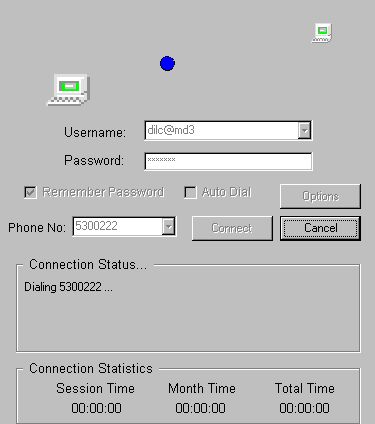 Username: dilc@md3
Password: *******
Remember Password Auto Dial Options
Phone No: 5300222 Connect Cancel
Connection Status...
Dialing 5300222 ...
Connection Statistics
Session Time Month Time Total Time
00:00:00 00:00:00 00:00:00